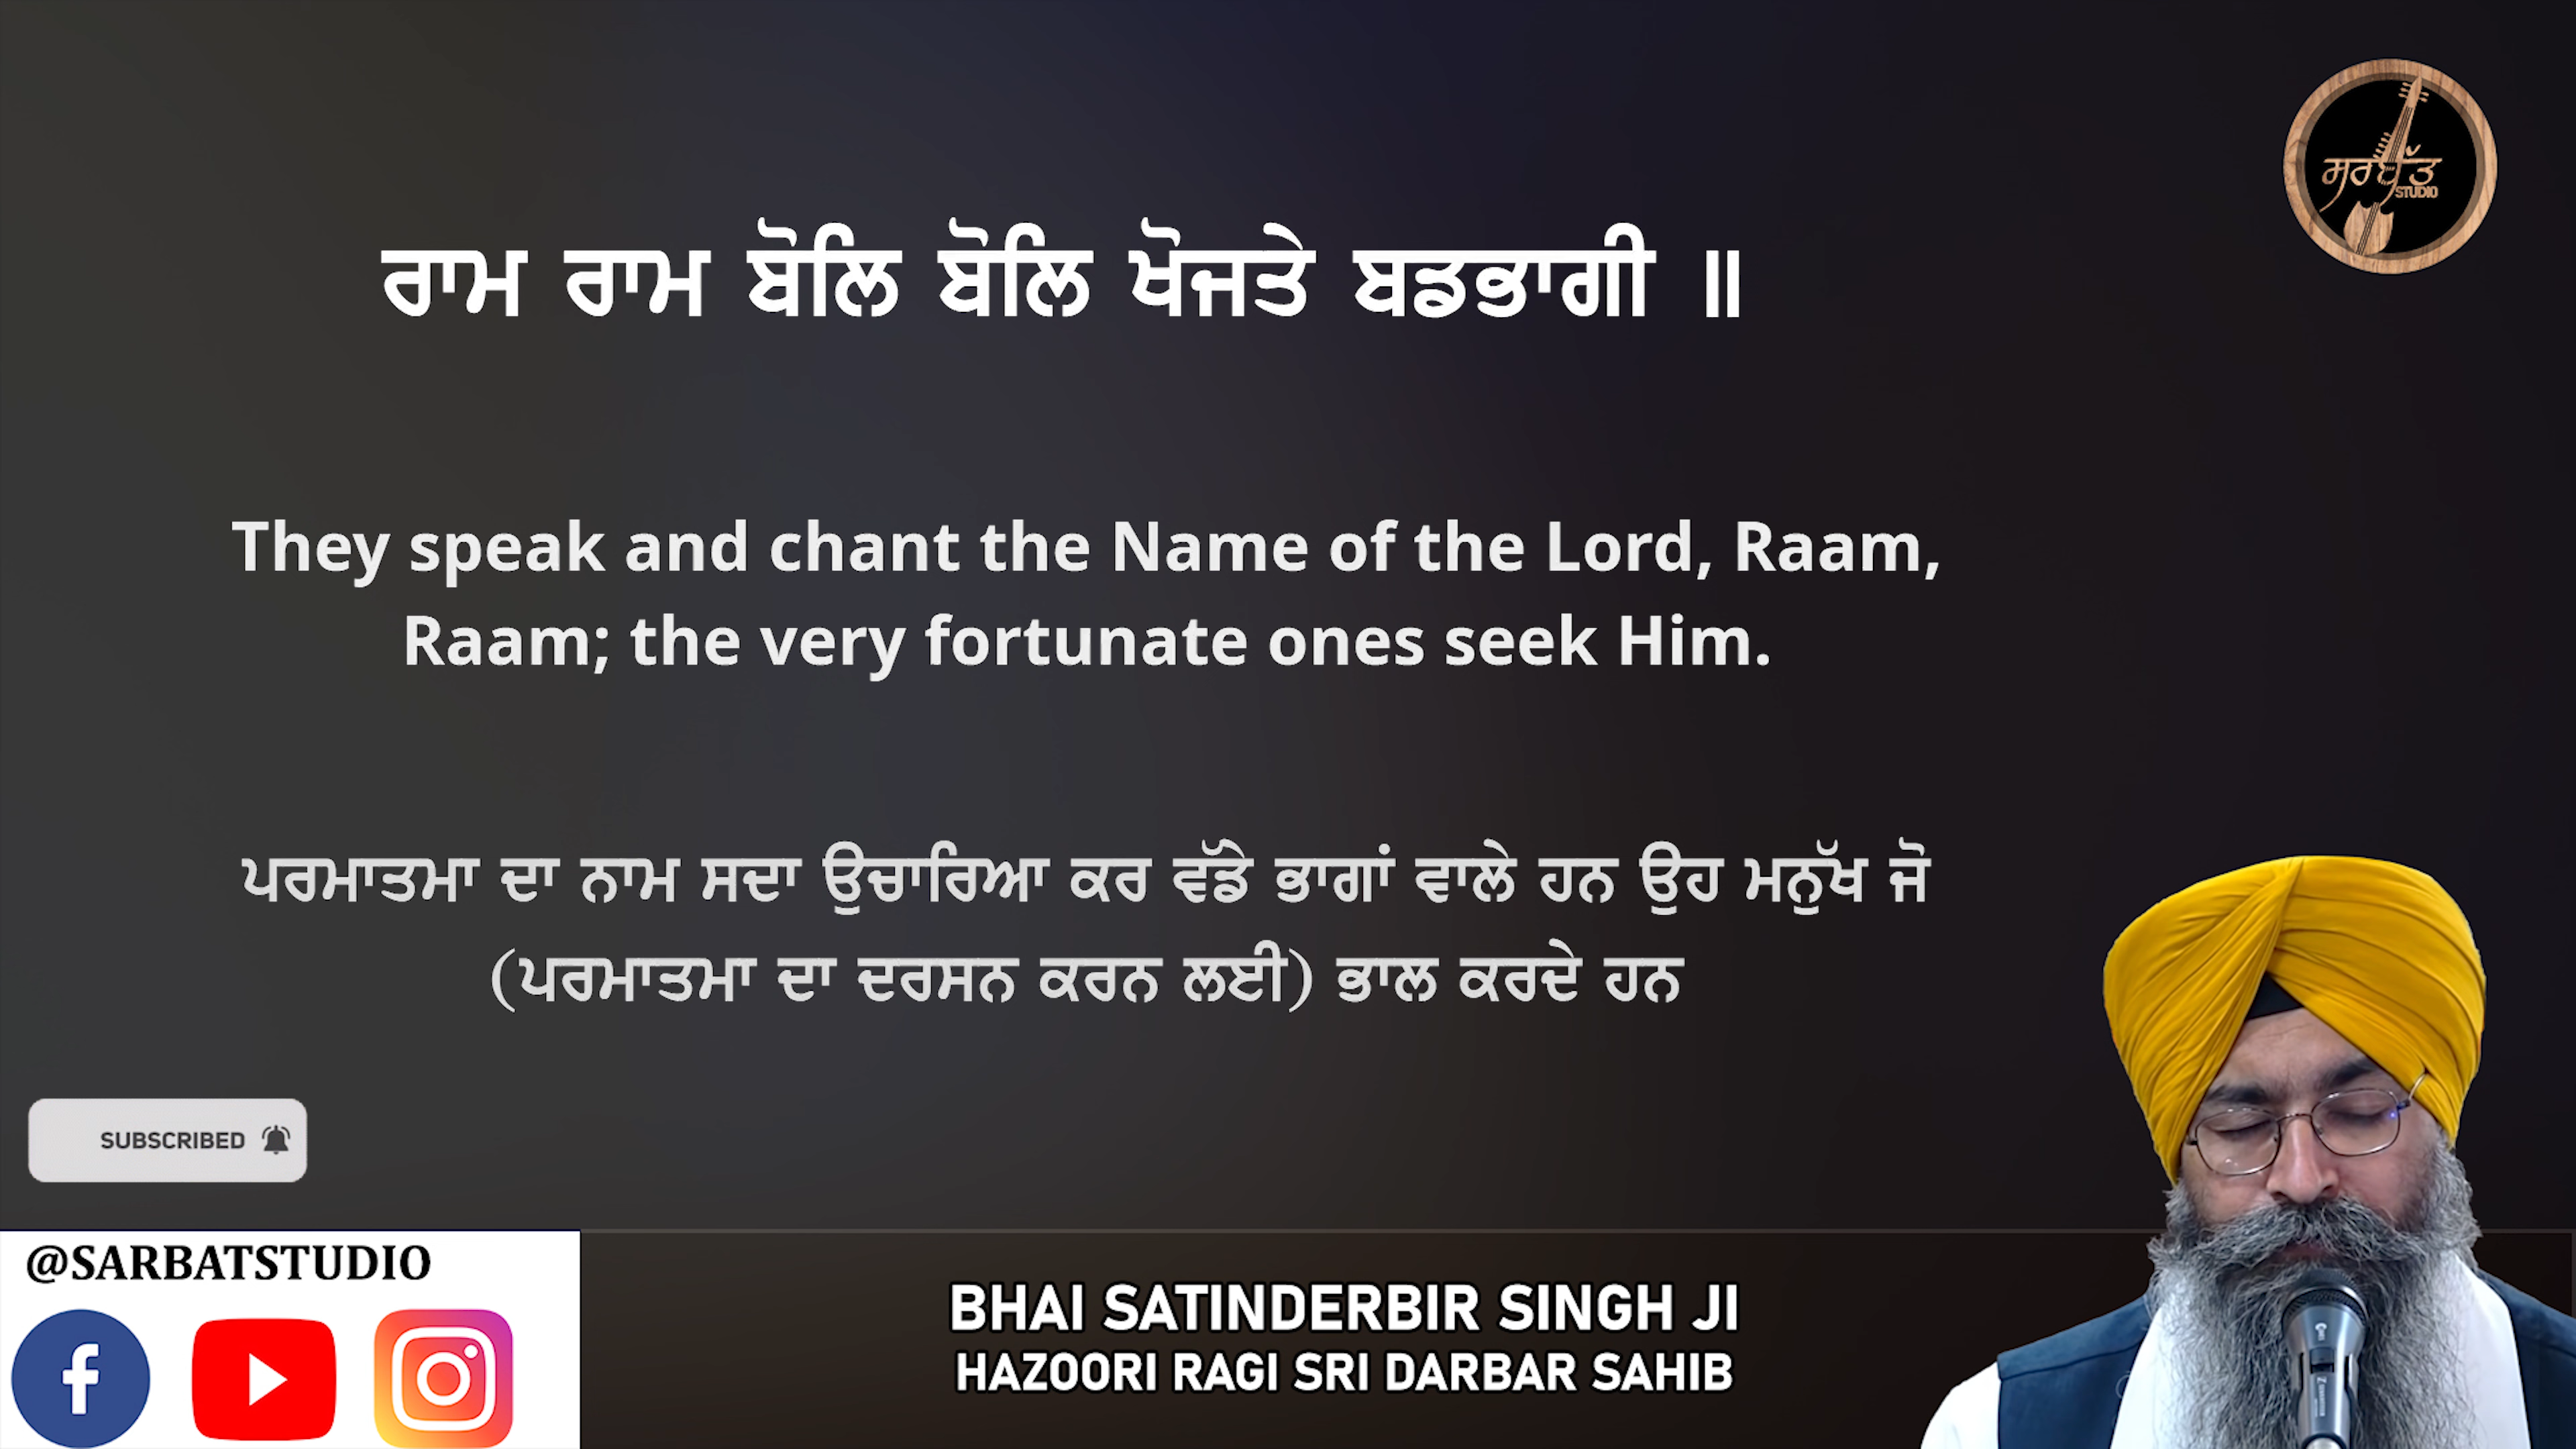 ਸਰਬੱਤ
STUDIO
ਰਾਮ ਰਾਮ ਬੋਲਿ ਬੋਲਿ ਖੋਜਤੇ ਬਡਭਾਗੀ ॥
They speak and chant the Name of the Lord, Raam,
Raam; the very fortunate ones seek Him.
ਪਰਮਾਤਮਾ ਦਾ ਨਾਮ ਸਦਾ ਉਚਾਰਿਆ ਕਰ ਵੱਡੇ ਭਾਗਾਂ ਵਾਲੇ ਹਨ ਉਹ ਮਨੁੱਖ ਜੋ
(ਪਰਮਾਤਮਾ ਦਾ ਦਰਸਨ ਕਰਨ ਲਈ) ਭਾਲ ਕਰਦੇ ਹਨ
SUBSCRIBED
@SARBATSTUDIO
BHAI SATINDERBIR SINGH JI
HAZOORI RAGI SRI DARBAR SAHIB